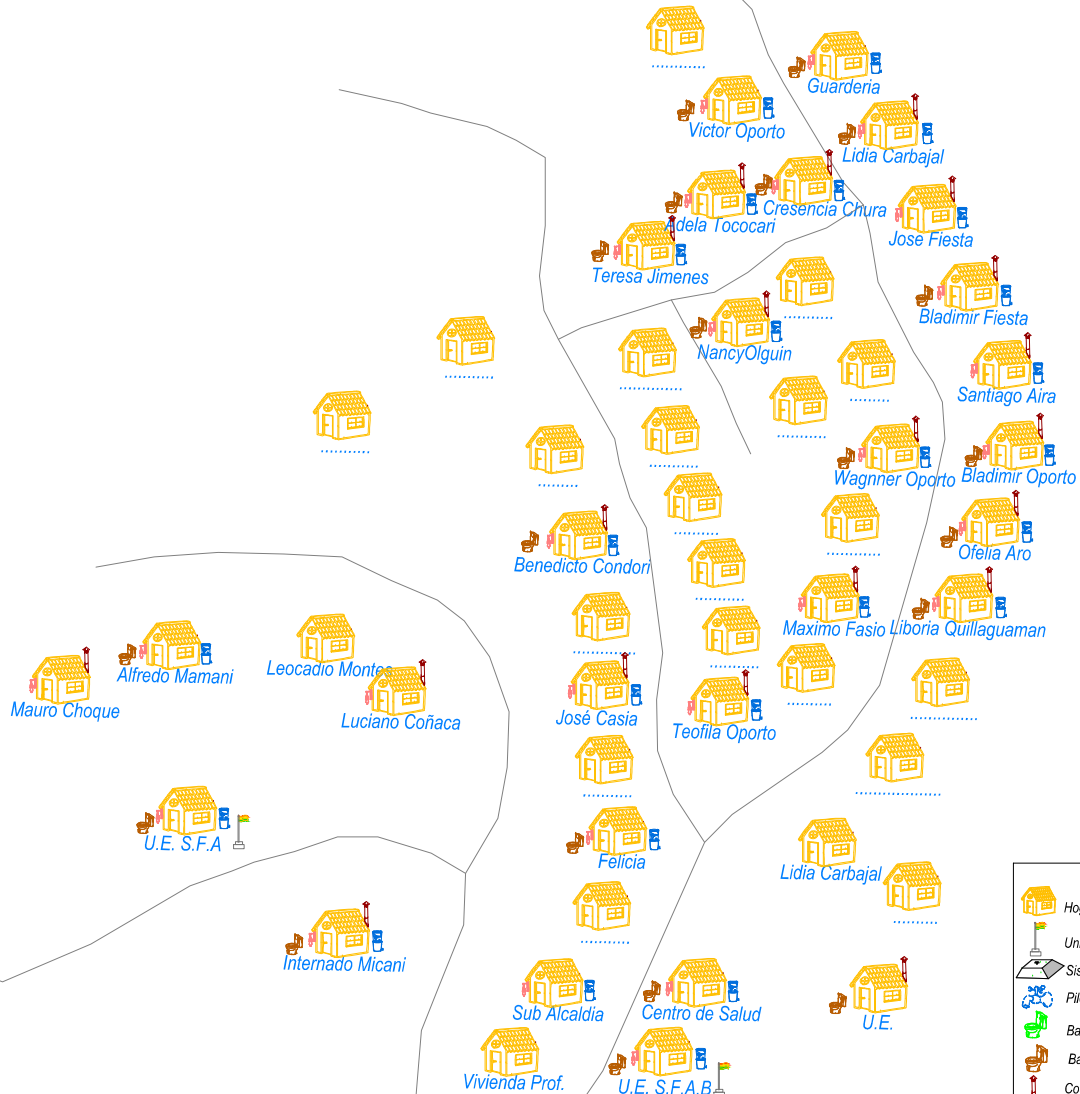 Guarderia
Victor Oporto
Lidia Carbajal
Cresencia Chura
Adela Tococari
Jose Fiesta
Teresa Jimenes
Bladimir Fiesta
NancyOlguin
Santiago Aira
Wagnner Oporto
Bladimir Oporto
Ofelia Aro
Benedicto Condori
Maximo Fasio
Liboria Quillaguaman
Alfredo Mamani
Leocadio Montes
Mauro Choque
Luciano Coñaca
José Casia
Teofila Oporto
U.E. S.F.A
Felicia
Lidia Carbajal
Internado Micani
Sub Alcaldia
Centro de Salud
U.E.
Vivienda Prof.
U.E. S.F.A.B